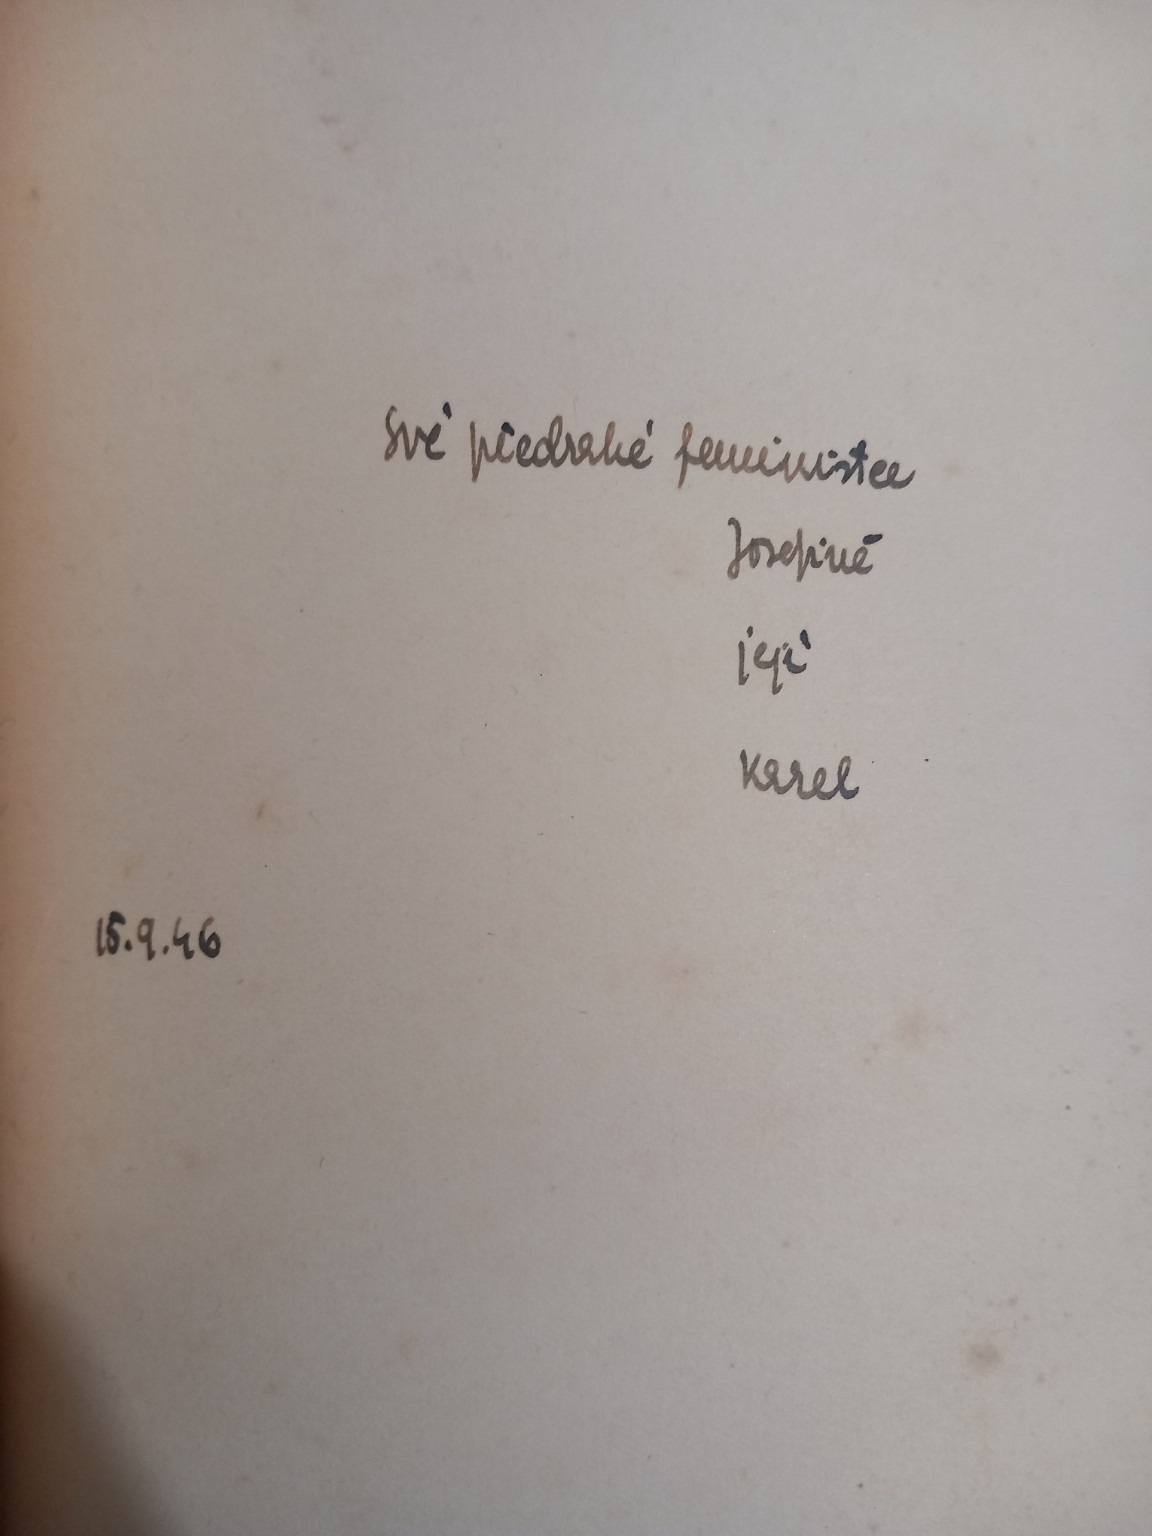 Své předrahé feministce
Josefině
její
Karel
15.9.46